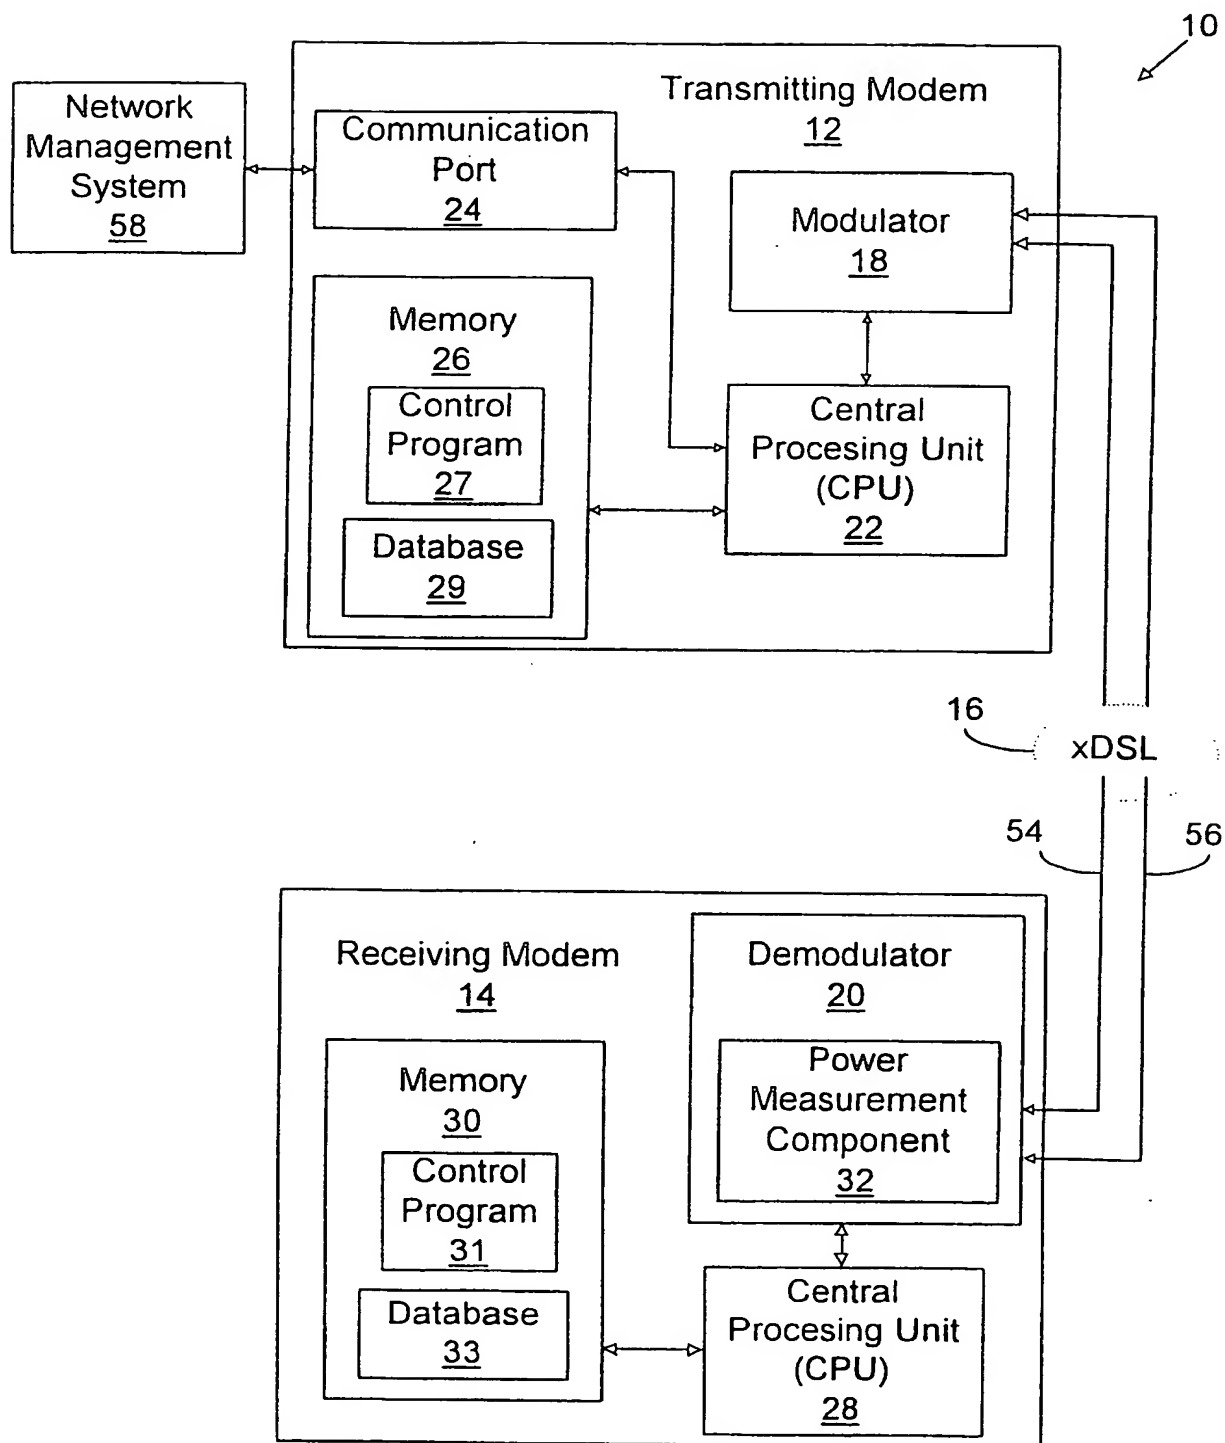 10
Transmitting Modem
12
Network
Management
System
58
Communication
Port
24
Modulator
18
Memory
26
Control
Program
27
Database
29
Central
Procesing Unit
(CPU)
22
16
xDSL
54
56
Receiving Modem
14
Demodulator
20
Power
Measurement
Component
32
Memory
30
Control
Program
31
Database
33
Central
Procesing Unit
(CPU)
28